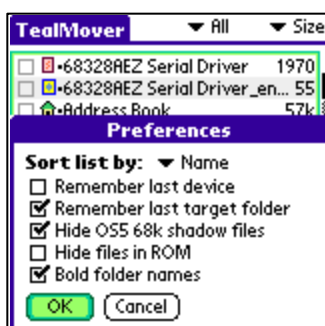 TealMover ▼ All ▼ Size
•68328AEZ Serial Driver 1970
•68328AEZ Serial Driver_en... 55
•Address Book 57k
Preferences
Sort list by: ▼ Name
Remember last device
Remember last target folder
Hide OS5 68k shadow files
Hide files in ROM
Bold folder names
OK Cancel